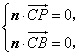 n · CP⃗ = 0,
n · CB⃗ = 0,